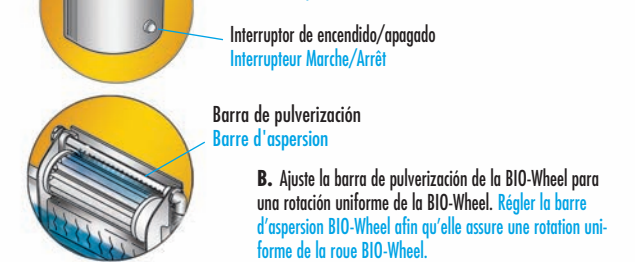 Interruptor de encendido/apagado
Interrupteur Marche/Arrêt
Barra de pulverización
Barre d'aspersion
B. Ajuste la barra de pulverización de la BIO-Wheel para
una rotación uniforme de la BIO-Wheel. Régler la barre
d'aspersion BIO-Wheel afin qu'elle assure une rotation uni-
forme de la roue BIO-Wheel.